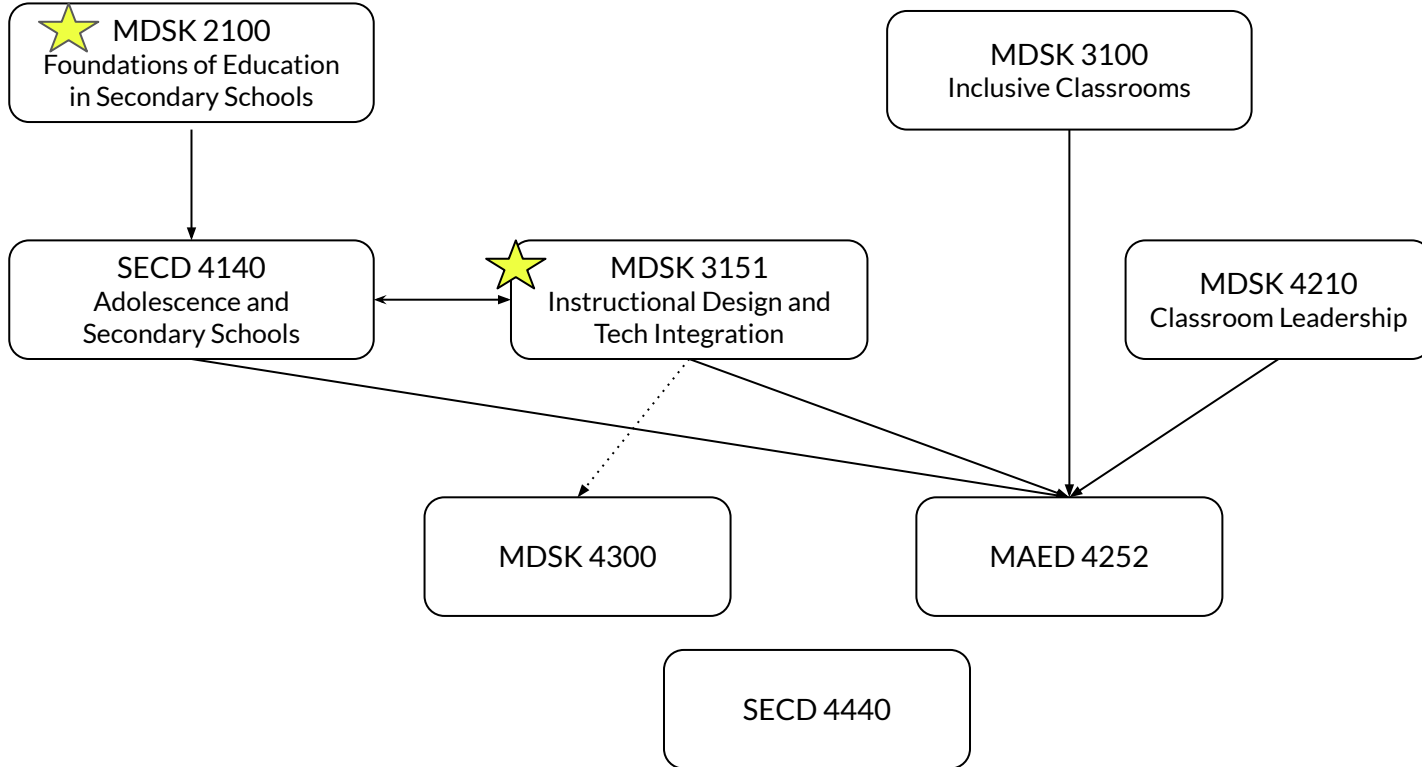 MDSK 2100
Foundations of Education
in Secondary Schools
MDSK 3100
Inclusive Classrooms
SECD 4140
Adolescence and
Secondary Schools
MDSK 3151
Instructional Design and
Tech Integration
MDSK 4210
Classroom Leadership
MDSK 4300
MAED 4252
SECD 4440